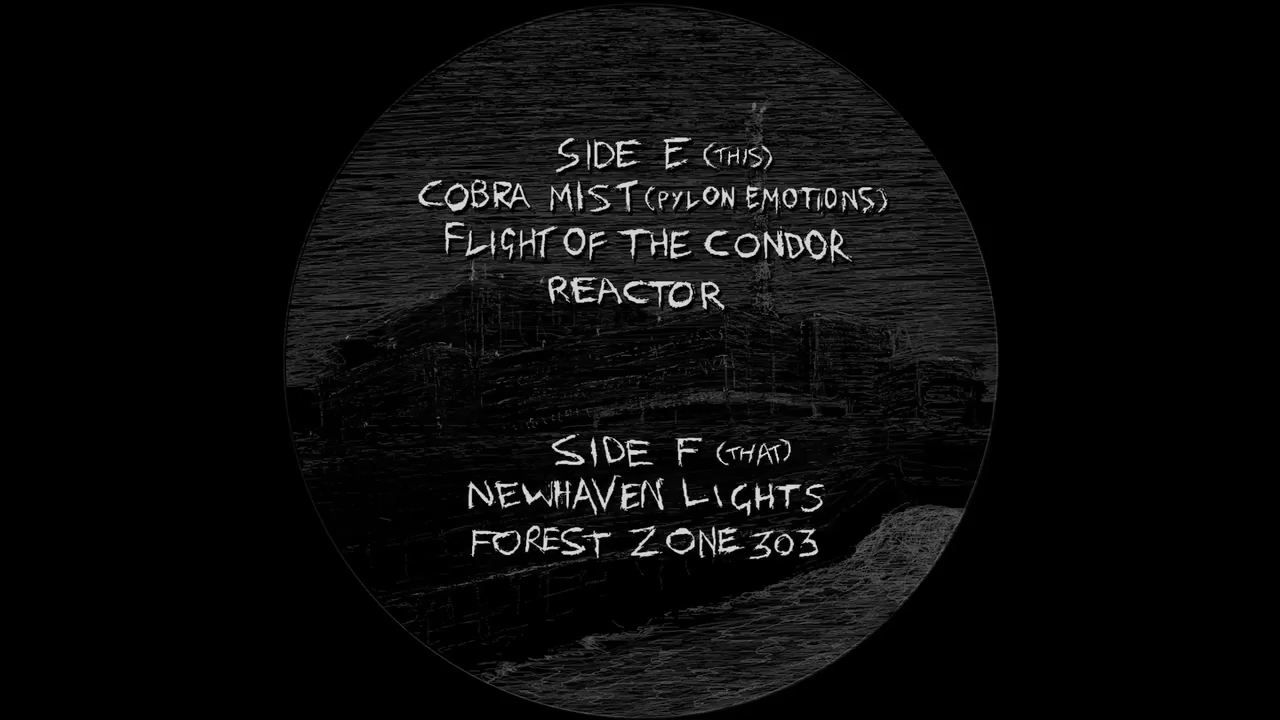 SIDE E (THIS)
COBRA MIST (PYLON EMOTIONS)
FLIGHT OF THE CONDOR
REACTOR
SIDE F (THAT)
NEWHAVEN LIGHTS
FOREST ZONE 303